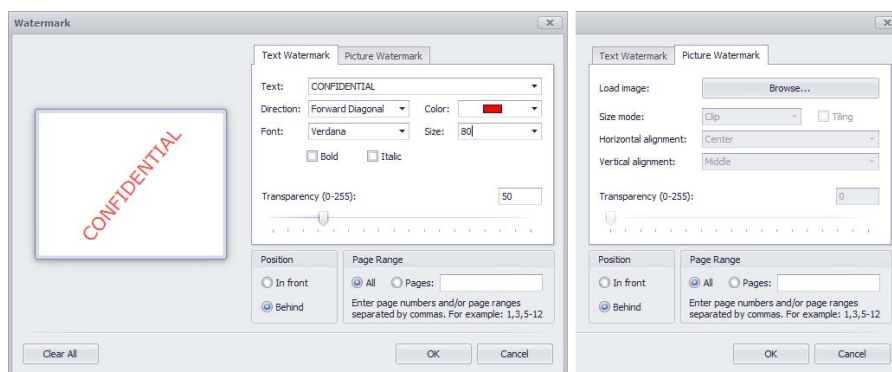 Watermark
Text Watermark Picture Watermark
Text: CONFIDENTIAL
Direction: Forward Diagonal Color:
Font: Verdana Size: 80
Bold Italic
Transparency (0-255): 50
CONFIDENTIAL
Position
In front
Behind
Page Range
All Pages:
Enter page numbers and/or page ranges
separated by commas. For example: 1,3,5-12
Clear All OK Cancel
Text Watermark Picture Watermark
Load image: Browse...
Size mode: Clip Tiling
Horizontal alignment: Center
Vertical alignment: Middle
Transparency (0-255): 0
Position
In front
Behind
Page Range
All Pages:
Enter page numbers and/or page ranges
separated by commas. For example: 1,3,5-12
OK Cancel